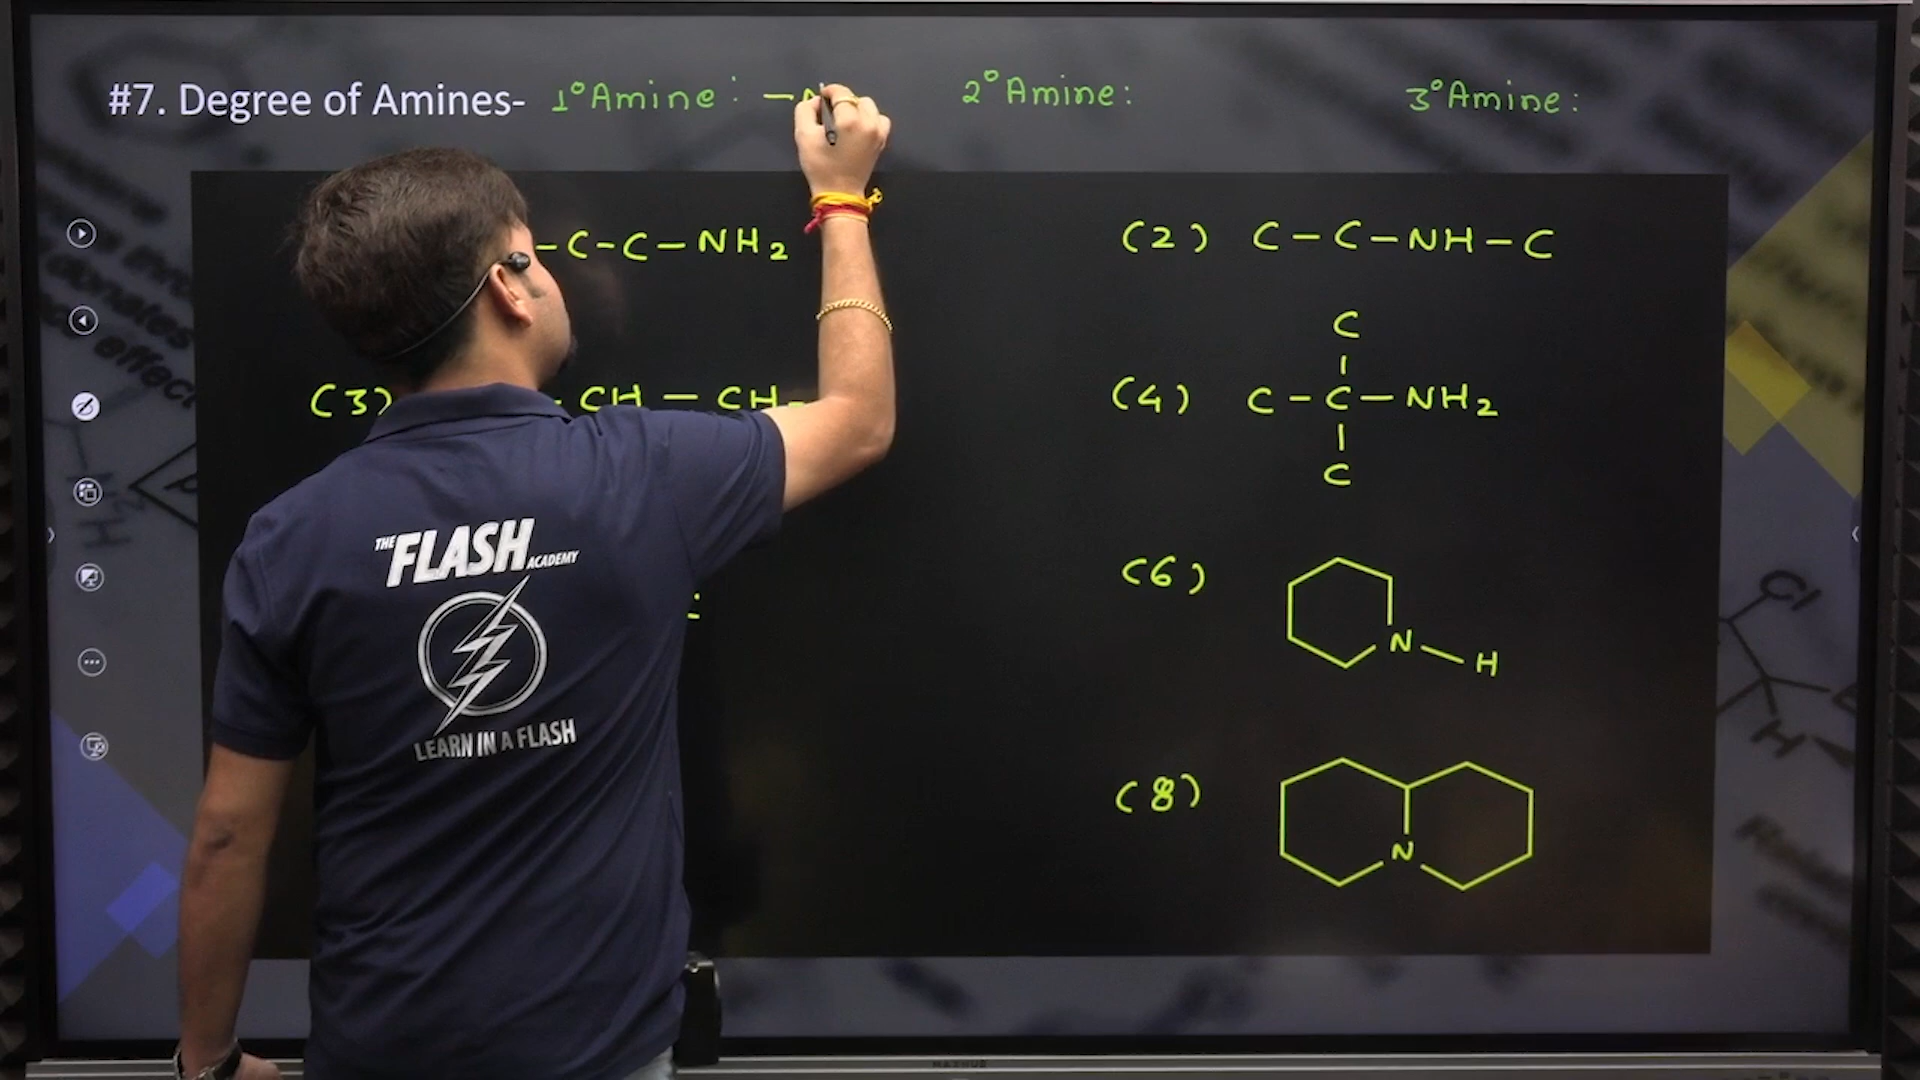 #7. Degree of Amines- 1° Amine: – 2° Amine: 3° Amine:
–C–C–NH2
(2) C–C–NH–C
C
(3) CH – CH–
(4) C–C–NH2
C
(6)
N
H
(8)
N
THE FLASH ACADEMY
LEARN IN A FLASH
Cl
H